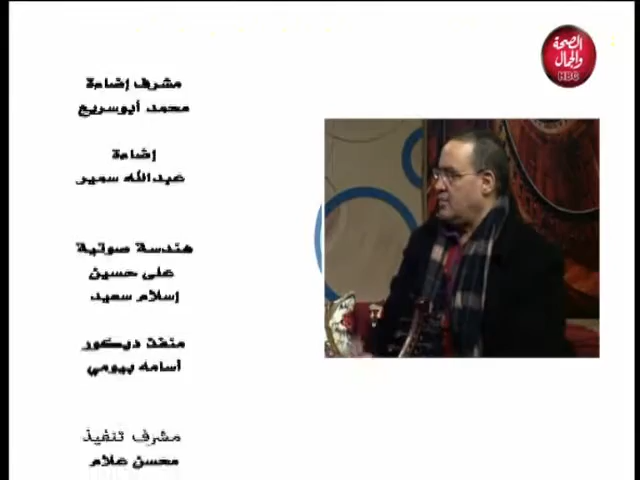 الصحة
والجمال
HBC
مشرف إضاءة
محمد أبوسريع
إضاءة
عبدالله سمير
هندسة صوتية
على حسين
إسلام سعيد
منفذ ديكور
أسامه بيومي
مشرف تنفيذ
محسن علام